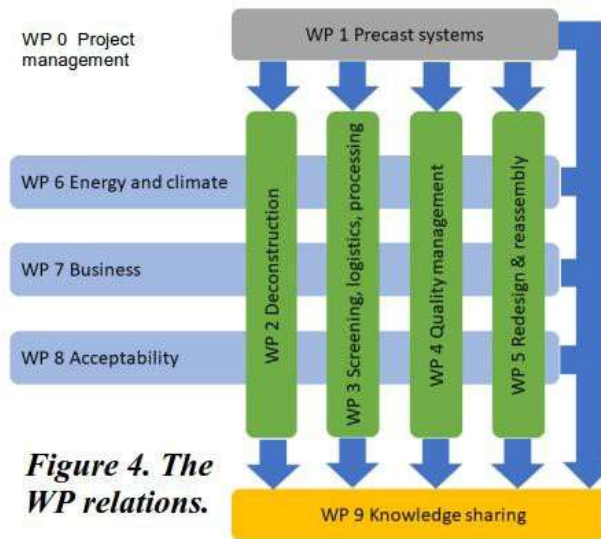 WP 0 Project
management
WP 1 Precast systems
WP 6 Energy and climate
WP 7 Business
WP 8 Acceptability
WP 2 Deconstruction
WP 3 Screening, logistics, processing
WP 4 Quality management
WP 5 Redesign & reassembly
Figure 4. The
WP relations.
WP 9 Knowledge sharing